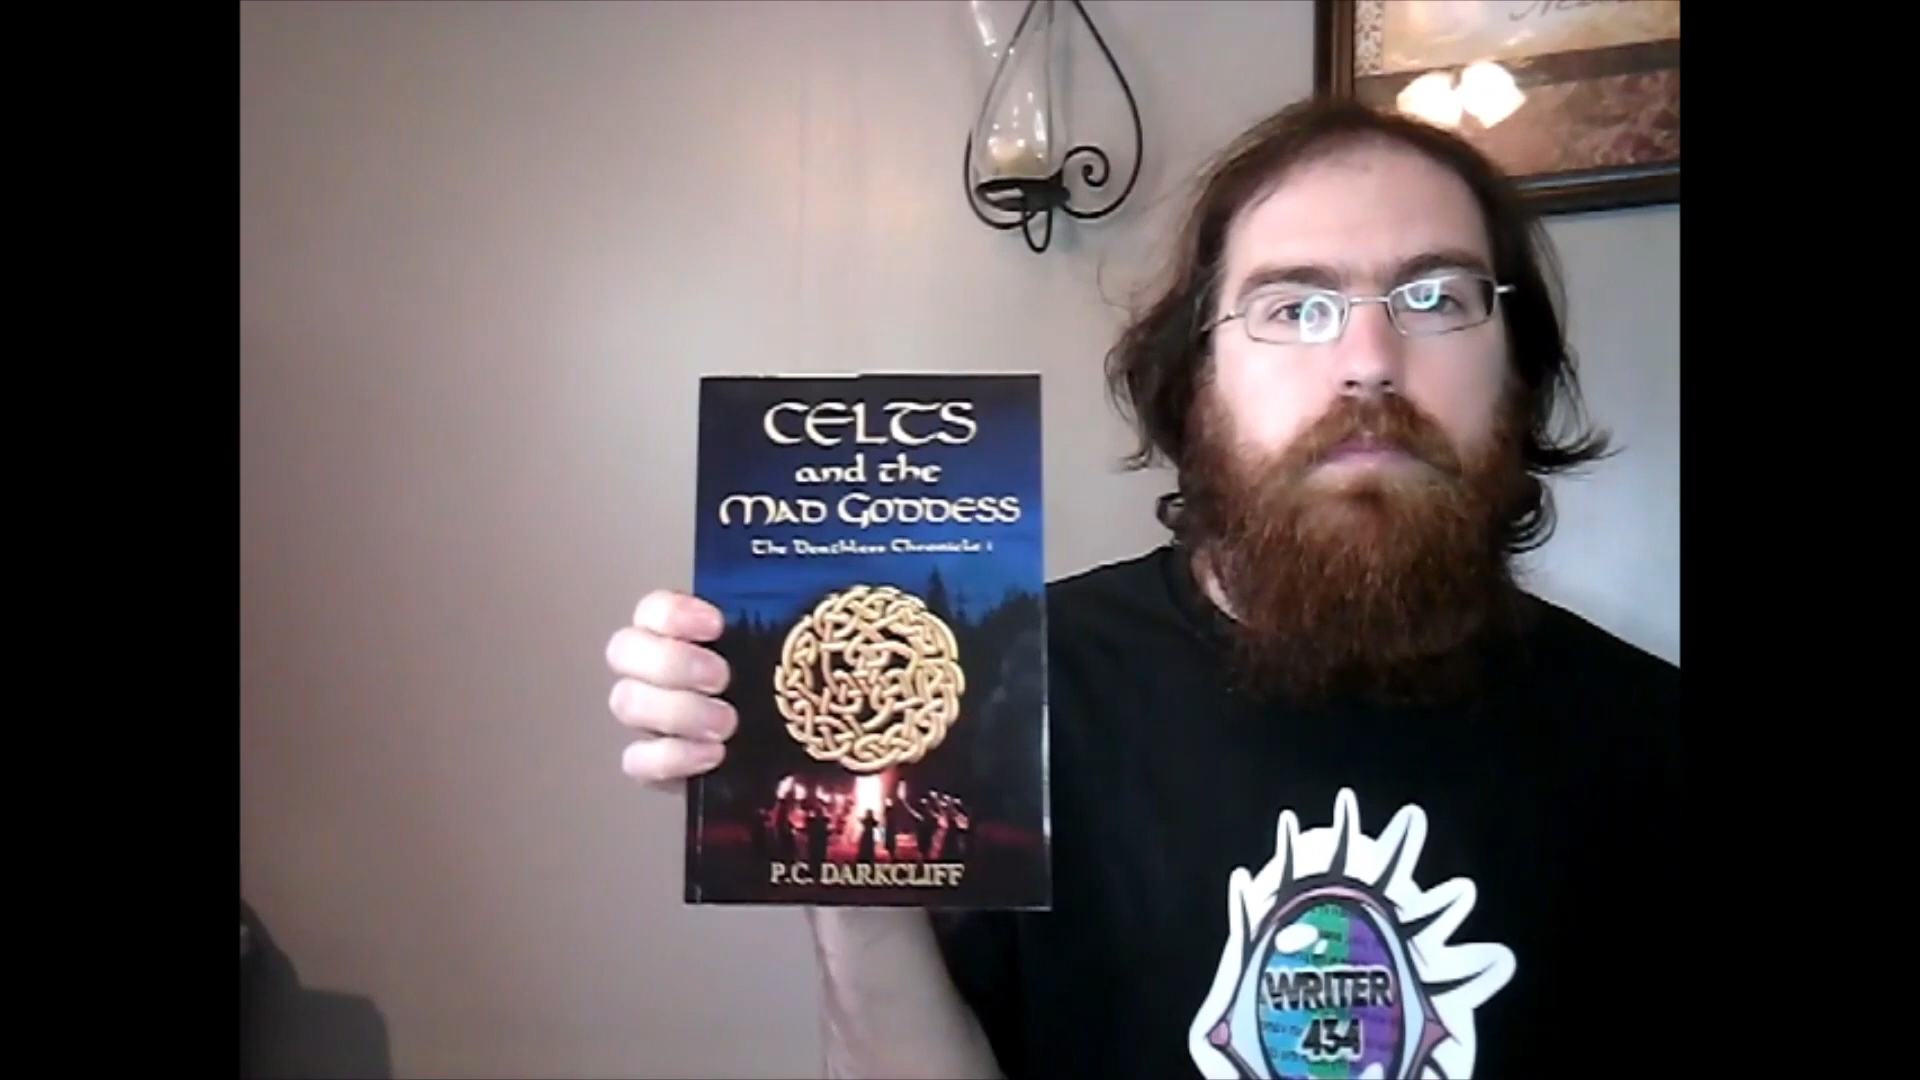 CELTS
and the
MAD GODDESS
The Deathless Chronicle 1
P.C. DARKCLIFF
WRITER
434